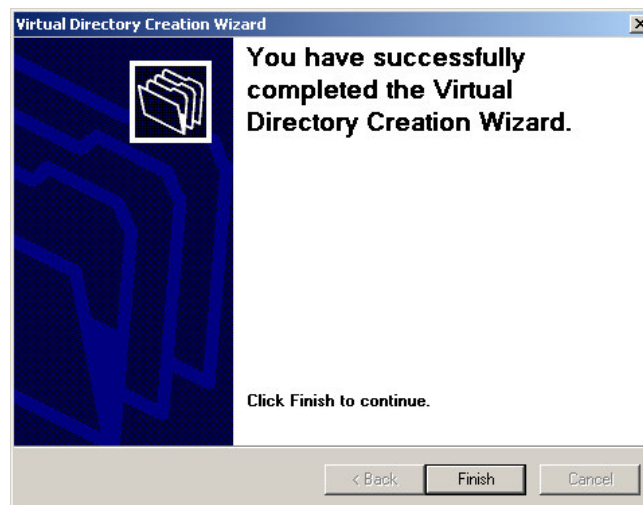 Virtual Directory Creation Wizard
You have successfully
completed the Virtual
Directory Creation Wizard.
Click Finish to continue.
< Back
Finish
Cancel